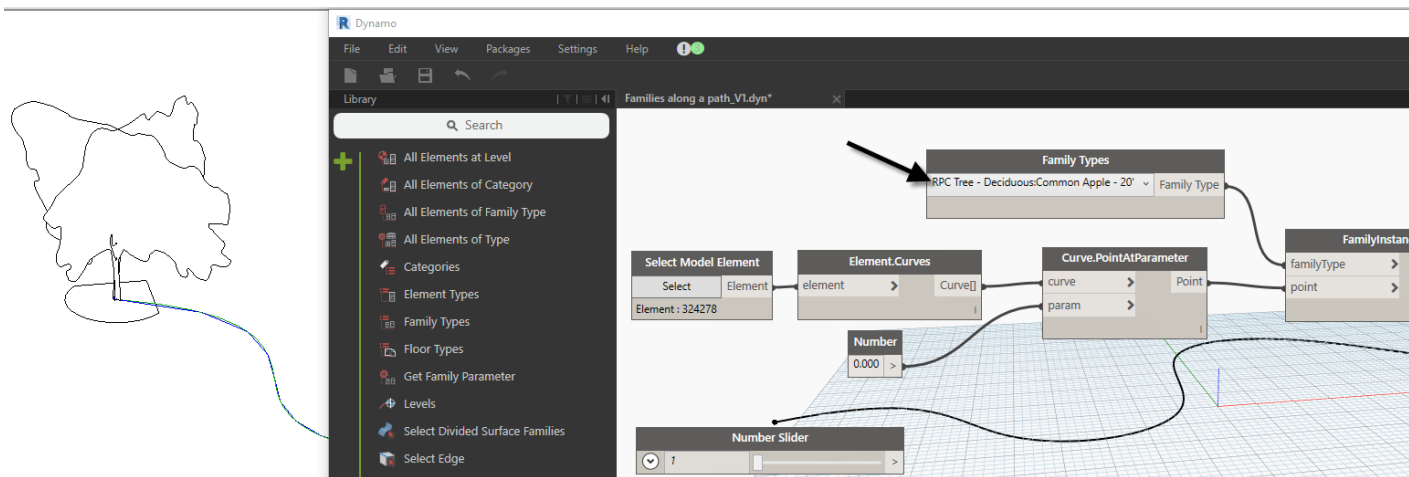 Dynamo
File Edit View Packages Settings Help
Library
Families along a path_V1.dyn*
Search
All Elements at Level
All Elements of Category
All Elements of Family Type
All Elements of Type
Categories
Element Types
Family Types
Floor Types
Get Family Parameter
Levels
Select Divided Surface Families
Select Edge
Family Types
RPC Tree - Deciduous:Common Apple - 20'
Family Type
Select Model Element
Select
Element
Element : 324278
Element.Curves
element
Curve[]
Curve.PointAtParameter
curve
Point
param
FamilyInstan
familyType
point
Number
0.000
Number Slider
1